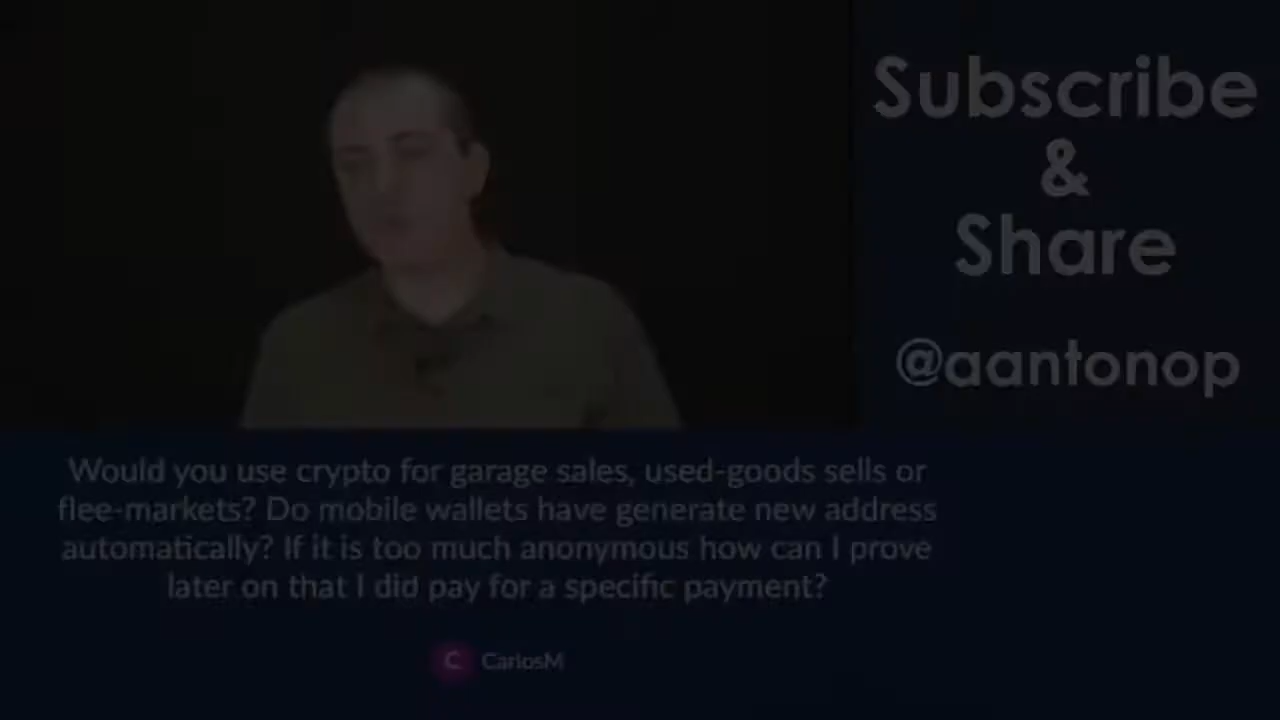 Subscribe
&
Share
@aantonop
Would you use crypto for garage sales, used-goods sells or
flee-markets? Do mobile wallets have generate new address
automatically? If it is too much anonymous how can I prove
later on that I did pay for a specific payment?
C CarlosM